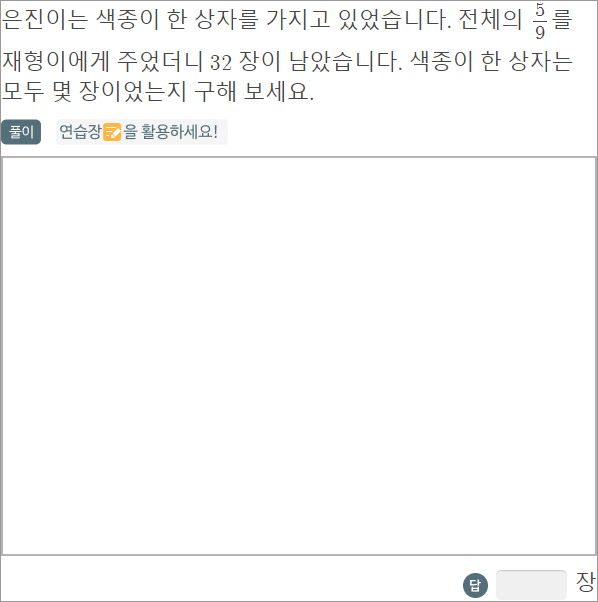 은진이는 색종이 한 상자를 가지고 있었습니다. 전체의 5/9 를
재형이에게 주었더니 32 장이 남았습니다. 색종이 한 상자는
모두 몇 장이었는지 구해 보세요.
풀이 연습장을 활용하세요!
답 장